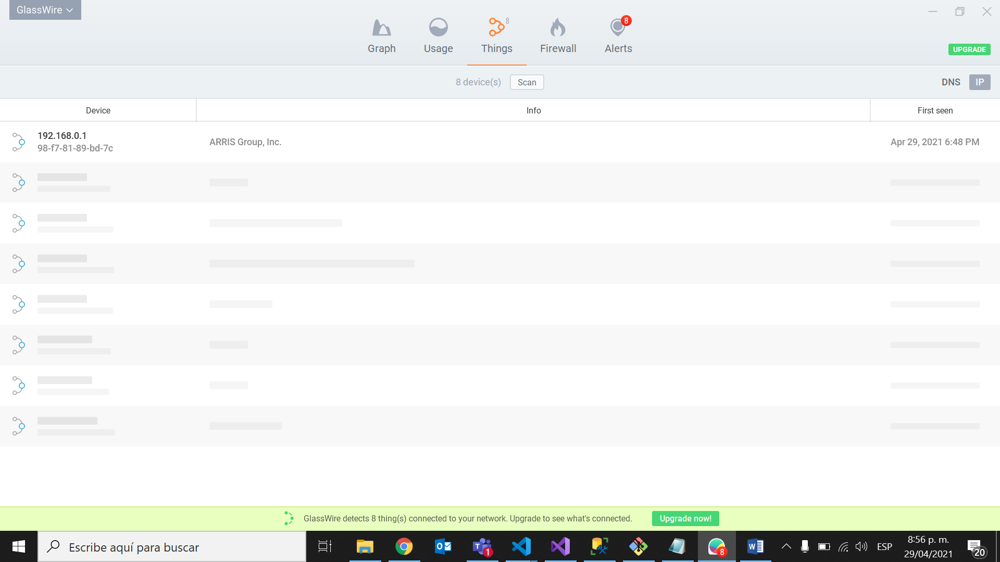 GlassWire
Graph
Usage
8
Things
Firewall
8
Alerts
UPGRADE
8 device(s)
Scan
DNS
IP
Device
Info
First seen
192.168.0.1
98-f7-81-89-bd-7c
ARRIS Group, Inc.
Apr 29, 2021 6:48 PM
GlassWire detects 8 thing(s) connected to your network. Upgrade to see what's connected.
Upgrade now!
Escribe aquí para buscar
1
8
ESP
8:56 p. m.
29/04/2021
20